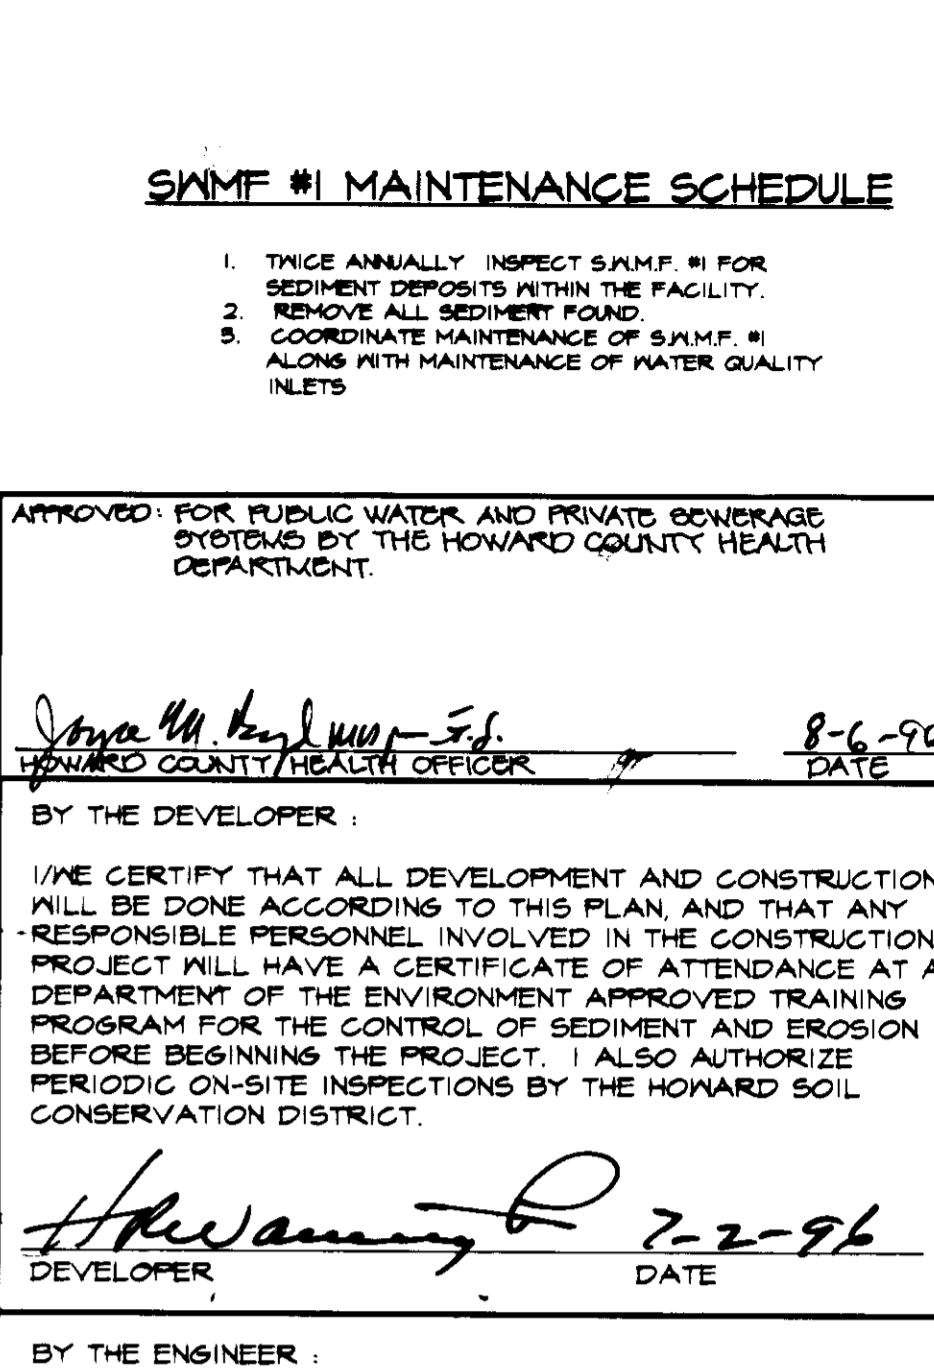 SWMF #1 MAINTENANCE SCHEDULE
1. TWICE ANNUALLY INSPECT S.W.M.F. #1 FOR
SEDIMENT DEPOSITS WITHIN THE FACILITY.
2. REMOVE ALL SEDIMENT FOUND.
3. COORDINATE MAINTENANCE OF S.W.M.F. #1
ALONG WITH MAINTENANCE OF WATER QUALITY
INLETS
APPROVED: FOR PUBLIC WATER AND PRIVATE SEWERAGE
SYSTEMS BY THE HOWARD COUNTY HEALTH
DEPARTMENT.
Joyce M. 8-6-96
HOWARD COUNTY HEALTH OFFICER DATE
BY THE DEVELOPER :
I/WE CERTIFY THAT ALL DEVELOPMENT AND CONSTRUCTION
WILL BE DONE ACCORDING TO THIS PLAN, AND THAT ANY
RESPONSIBLE PERSONNEL INVOLVED IN THE CONSTRUCTION
PROJECT WILL HAVE A CERTIFICATE OF ATTENDANCE AT A
DEPARTMENT OF THE ENVIRONMENT APPROVED TRAINING
PROGRAM FOR THE CONTROL OF SEDIMENT AND EROSION
BEFORE BEGINNING THE PROJECT. I ALSO AUTHORIZE
PERIODIC ON-SITE INSPECTIONS BY THE HOWARD SOIL
CONSERVATION DISTRICT.
7-2-96
DEVELOPER DATE
BY THE ENGINEER :